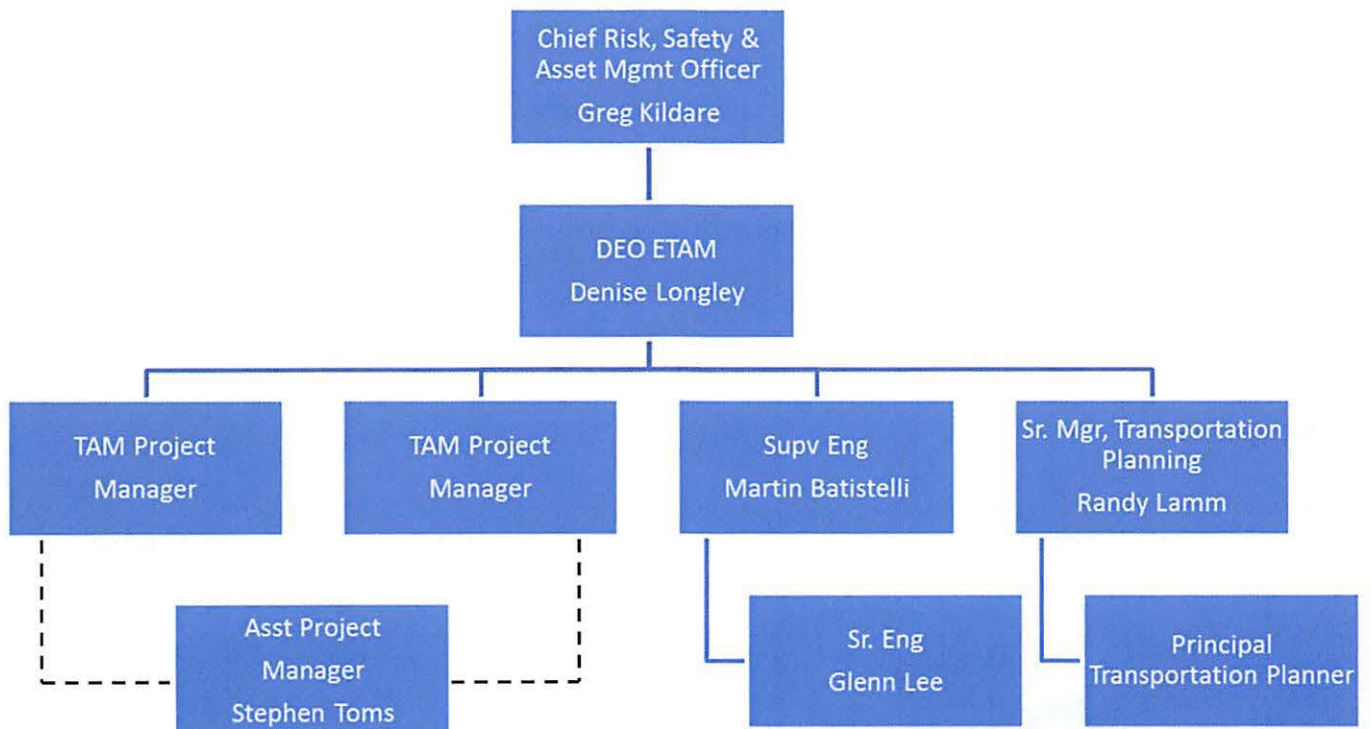 Chief Risk, Safety &
Asset Mgmt Officer
Greg Kildare
DEO ETAM
Denise Longley
TAM Project
Manager
TAM Project
Manager
Supv Eng
Martin Batistelli
Sr. Mgr, Transportation
Planning
Randy Lamm
Asst Project
Manager
Stephen Toms
Sr. Eng
Glenn Lee
Principal
Transportation Planner